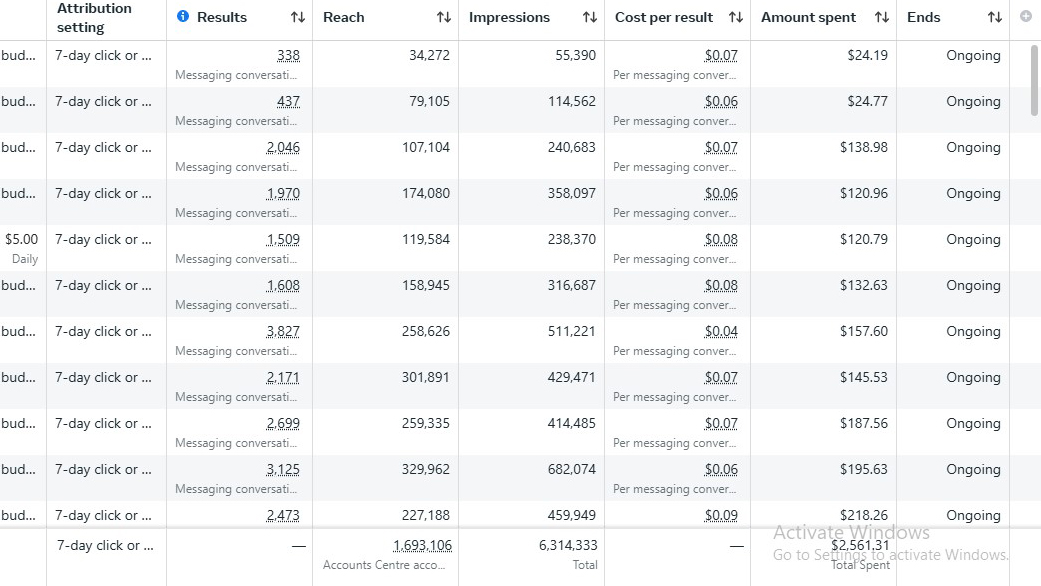 Attribution setting Results Reach Impressions Cost per result Amount spent Ends
bud... 7-day click or ... 338 34,272 55,390 $0.07 $24.19 Ongoing
Messaging conversati... Per messaging conver...
bud... 7-day click or ... 437 79,105 114,562 $0.06 $24.77 Ongoing
Messaging conversati... Per messaging conver...
bud... 7-day click or ... 2,046 107,104 240,683 $0.07 $138.98 Ongoing
Messaging conversati... Per messaging conver...
bud... 7-day click or ... 1,970 174,080 358,097 $0.06 $120.96 Ongoing
Messaging conversati... Per messaging conver...
$5.00 7-day click or ... 1,509 119,584 238,370 $0.08 $120.79 Ongoing
Daily Messaging conversati... Per messaging conver...
bud... 7-day click or ... 1,608 158,945 316,687 $0.08 $132.63 Ongoing
Messaging conversati... Per messaging conver...
bud... 7-day click or ... 3,827 258,626 511,221 $0.04 $157.60 Ongoing
Messaging conversati... Per messaging conver...
bud... 7-day click or ... 2,171 301,891 429,471 $0.07 $145.53 Ongoing
Messaging conversati... Per messaging conver...
bud... 7-day click or ... 2,699 259,335 414,485 $0.07 $187.56 Ongoing
Messaging conversati... Per messaging conver...
bud... 7-day click or ... 3,125 329,962 682,074 $0.06 $195.63 Ongoing
Messaging conversati... Per messaging conver...
bud... 7-day click or ... 2,473 227,188 459,949 $0.09 $218.26 Ongoing
7-day click or ... — 1,693,106 6,314,333 — $2,561.31
Accounts Centre acco... Total Total Spent
Activate Windows
Go to Settings to activate Windows.